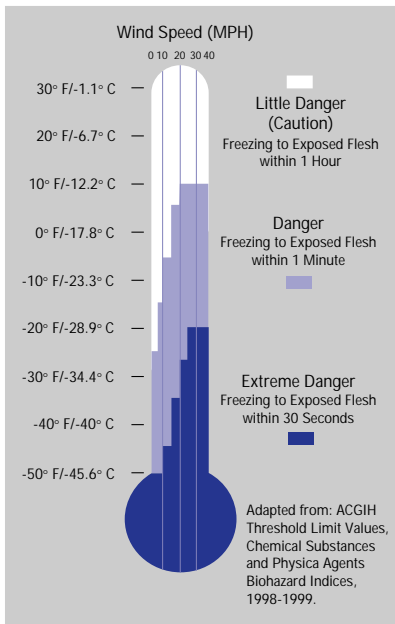 Wind Speed (MPH)
0 10 20 30 40
30° F/-1.1° C
20° F/-6.7° C
10° F/-12.2° C
0° F/-17.8° C
-10° F/-23.3° C
-20° F/-28.9° C
-30° F/-34.4° C
-40° F/-40° C
-50° F/-45.6° C
Little Danger
(Caution)
Freezing to Exposed Flesh
within 1 Hour
Danger
Freezing to Exposed Flesh
within 1 Minute
Extreme Danger
Freezing to Exposed Flesh
within 30 Seconds
Adapted from: ACGIH
Threshold Limit Values,
Chemical Substances
and Physica Agents
Biohazard Indices,
1998-1999.